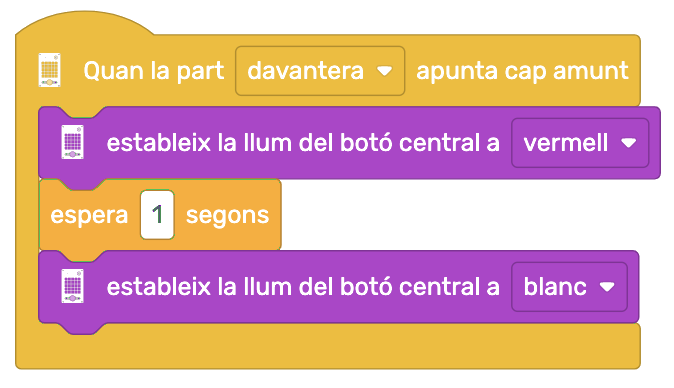 Quan la part davantera apunta cap amunt
estableix la llum del botó central a vermell
espera 1 segons
estableix la llum del botó central a blanc